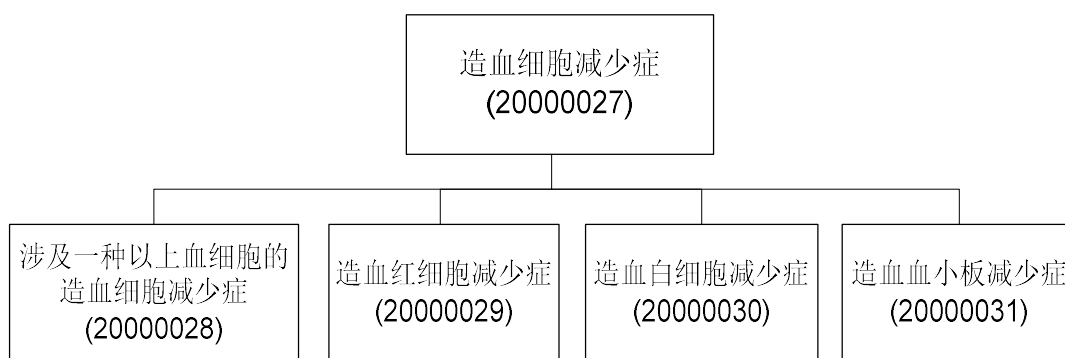 造血细胞减少症
(20000027)
涉及一种以上血细胞的
造血细胞减少症
(20000028)
造血红细胞减少症
(20000029)
造血白细胞减少症
(20000030)
造血血小板减少症
(20000031)